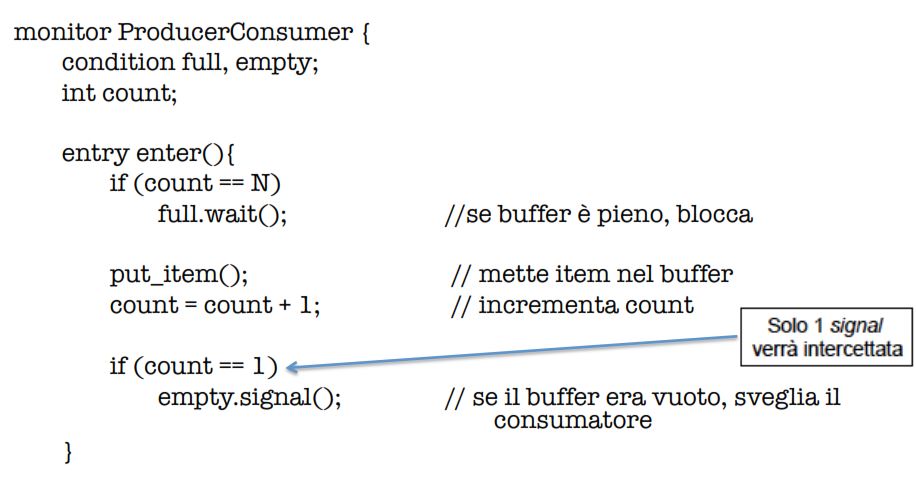 monitor ProducerConsumer {
condition full, empty;
int count;
entry enter(){
if (count == N)
full.wait(); //se buffer è pieno, blocca
put_item(); // mette item nel buffer
count = count + 1; // incrementa count
Solo 1 signal
verrà intercettata
if (count == 1)
empty.signal(); // se il buffer era vuoto, sveglia il
consumatore
}